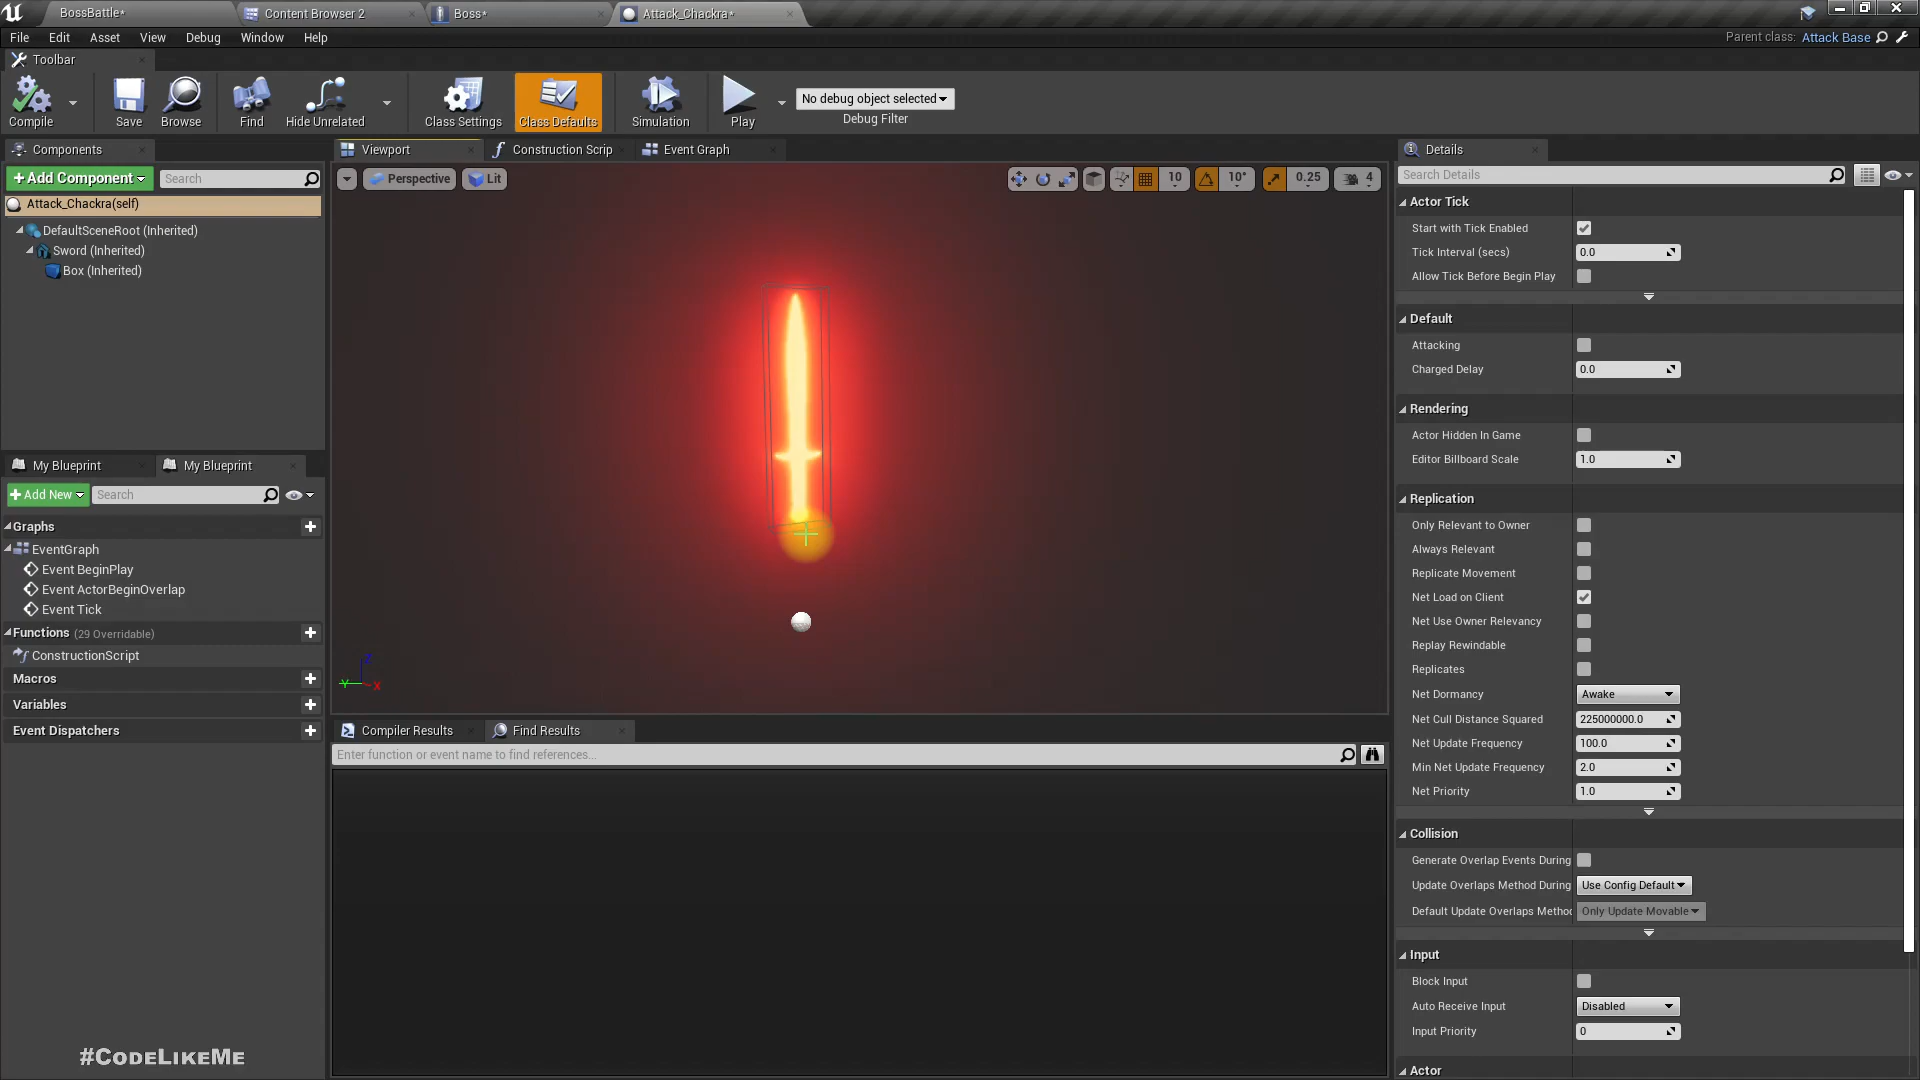 BossBattle*
Content Browser 2
Boss*
Attack_Chackra*
File Edit Asset View Debug Window Help
Parent class: Attack Base
Toolbar
Compile
Save
Browse
Find
Hide Unrelated
Class Settings
Class Defaults
Simulation
Play
No debug object selected
Debug Filter
Components
+Add Component
Search
Attack_Chackra(self)
DefaultSceneRoot (Inherited)
Sword (Inherited)
Box (Inherited)
My Blueprint
My Blueprint
+Add New
Search
Graphs
EventGraph
Event BeginPlay
Event ActorBeginOverlap
Event Tick
Functions (29 Overridable)
ConstructionScript
Macros
Variables
Event Dispatchers
#CodeLikeMe
Viewport
Construction Scrip
Event Graph
Perspective
Lit
10
10°
0.25
4
Z
Y
X
Compiler Results
Find Results
Enter function or event name to find references...
Details
Search Details
Actor Tick
Start with Tick Enabled
Tick Interval (secs) 0.0
Allow Tick Before Begin Play
Default
Attacking
Charged Delay 0.0
Rendering
Actor Hidden In Game
Editor Billboard Scale 1.0
Replication
Only Relevant to Owner
Always Relevant
Replicate Movement
Net Load on Client
Net Use Owner Relevancy
Replay Rewindable
Replicates
Net Dormancy Awake
Net Cull Distance Squared 225000000.0
Net Update Frequency 100.0
Min Net Update Frequency 2.0
Net Priority 1.0
Collision
Generate Overlap Events During
Update Overlaps Method During Use Config Default
Default Update Overlaps Method Only Update Movable
Input
Block Input
Auto Receive Input Disabled
Input Priority 0
Actor